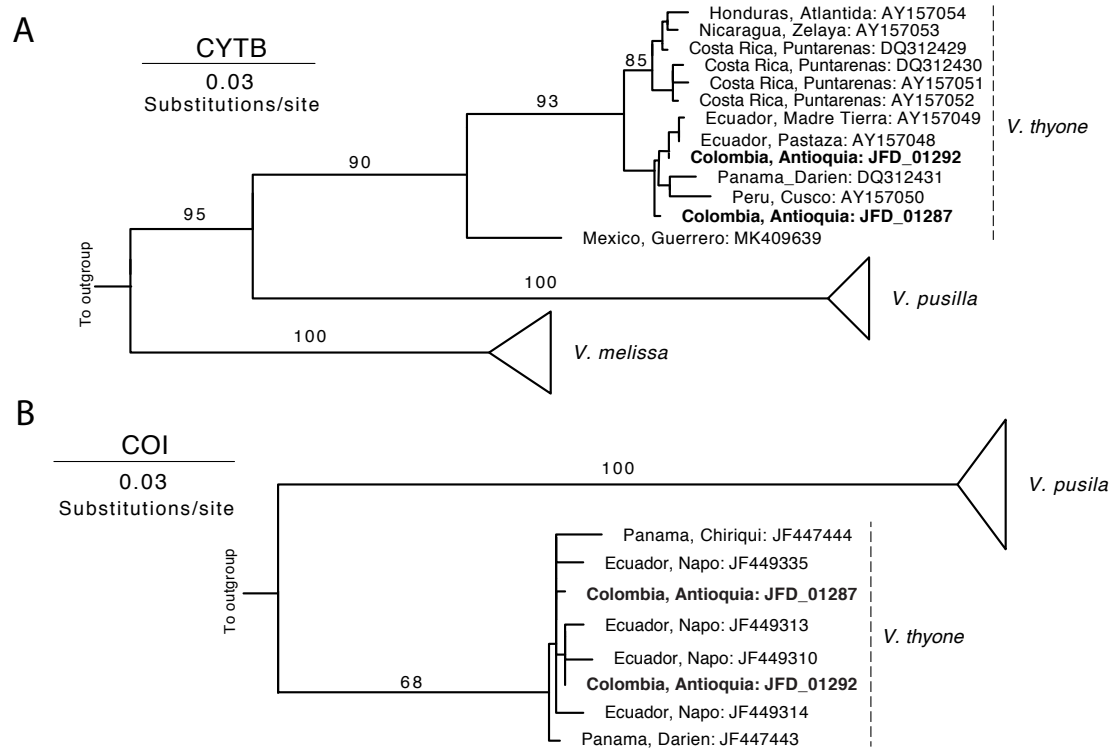 A
CYTB
0.03
Substitutions/site
To outgroup
95
90
93
85
Honduras, Atlantida: AY157054
Nicaragua, Zelaya: AY157053
Costa Rica, Puntarenas: DQ312429
Costa Rica, Puntarenas: DQ312430
Costa Rica, Puntarenas: AY157051
Costa Rica, Puntarenas: AY157052
Ecuador, Madre Tierra: AY157049
Ecuador, Pastaza: AY157048
Colombia, Antioquia: JFD_01292
Panama_Darien: DQ312431
Peru, Cusco: AY157050
Colombia, Antioquia: JFD_01287
V. thyone
Mexico, Guerrero: MK409639
100
V. pusilla
100
V. melissa
B
COI
0.03
Substitutions/site
To outgroup
100
V. pusila
68
Panama, Chiriqui: JF447444
Ecuador, Napo: JF449335
Colombia, Antioquia: JFD_01287
Ecuador, Napo: JF449313
Ecuador, Napo: JF449310
Colombia, Antioquia: JFD_01292
Ecuador, Napo: JF449314
Panama, Darien: JF447443
V. thyone